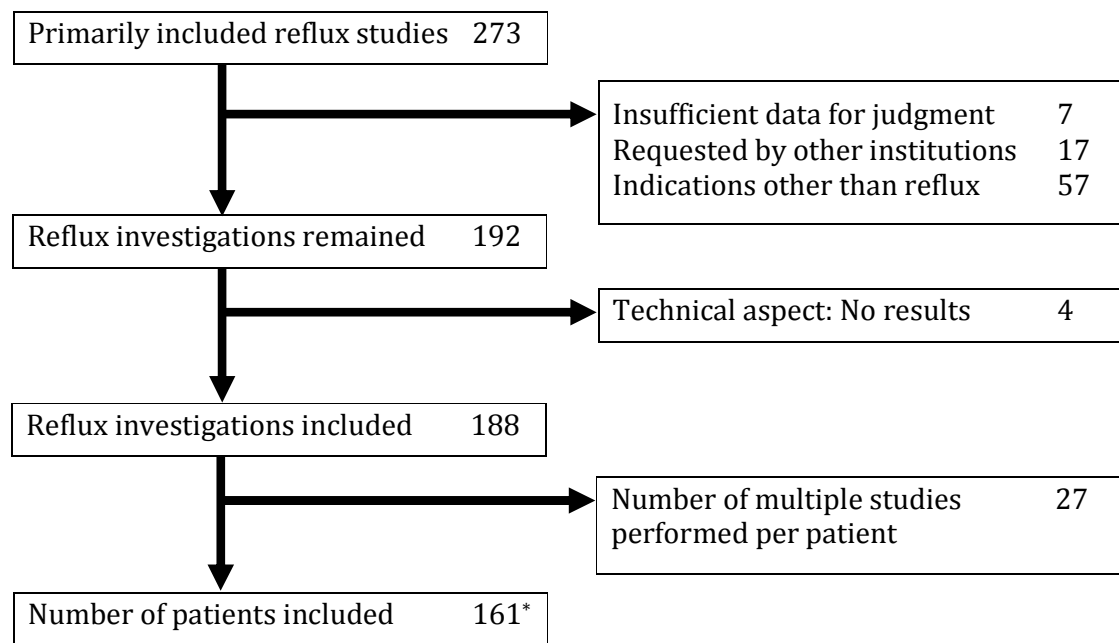 Primarily included reflux studies 273
Insufficient data for judgment 7
Requested by other institutions 17
Indications other than reflux 57
Reflux investigations remained 192
Technical aspect: No results 4
Reflux investigations included 188
Number of multiple studies 27
performed per patient
Number of patients included 161*